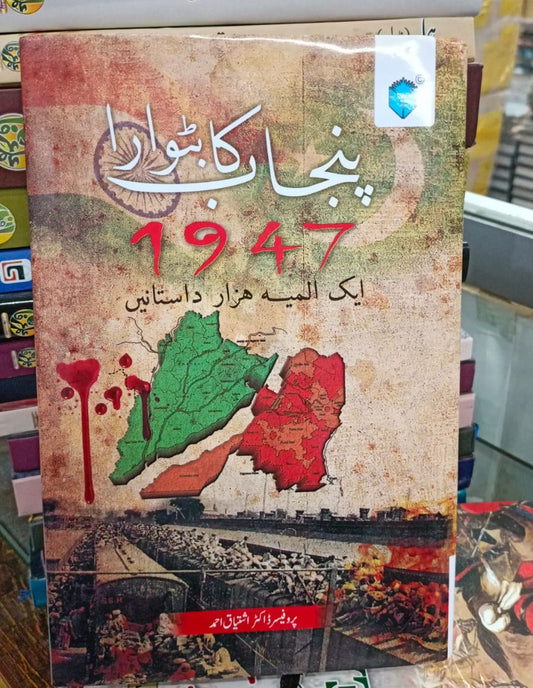 پنجاب کا بٹوارا
1947
ایک المیہ ہزار داستانیں
پروفیسر ڈاکٹر اشتیاق احمد